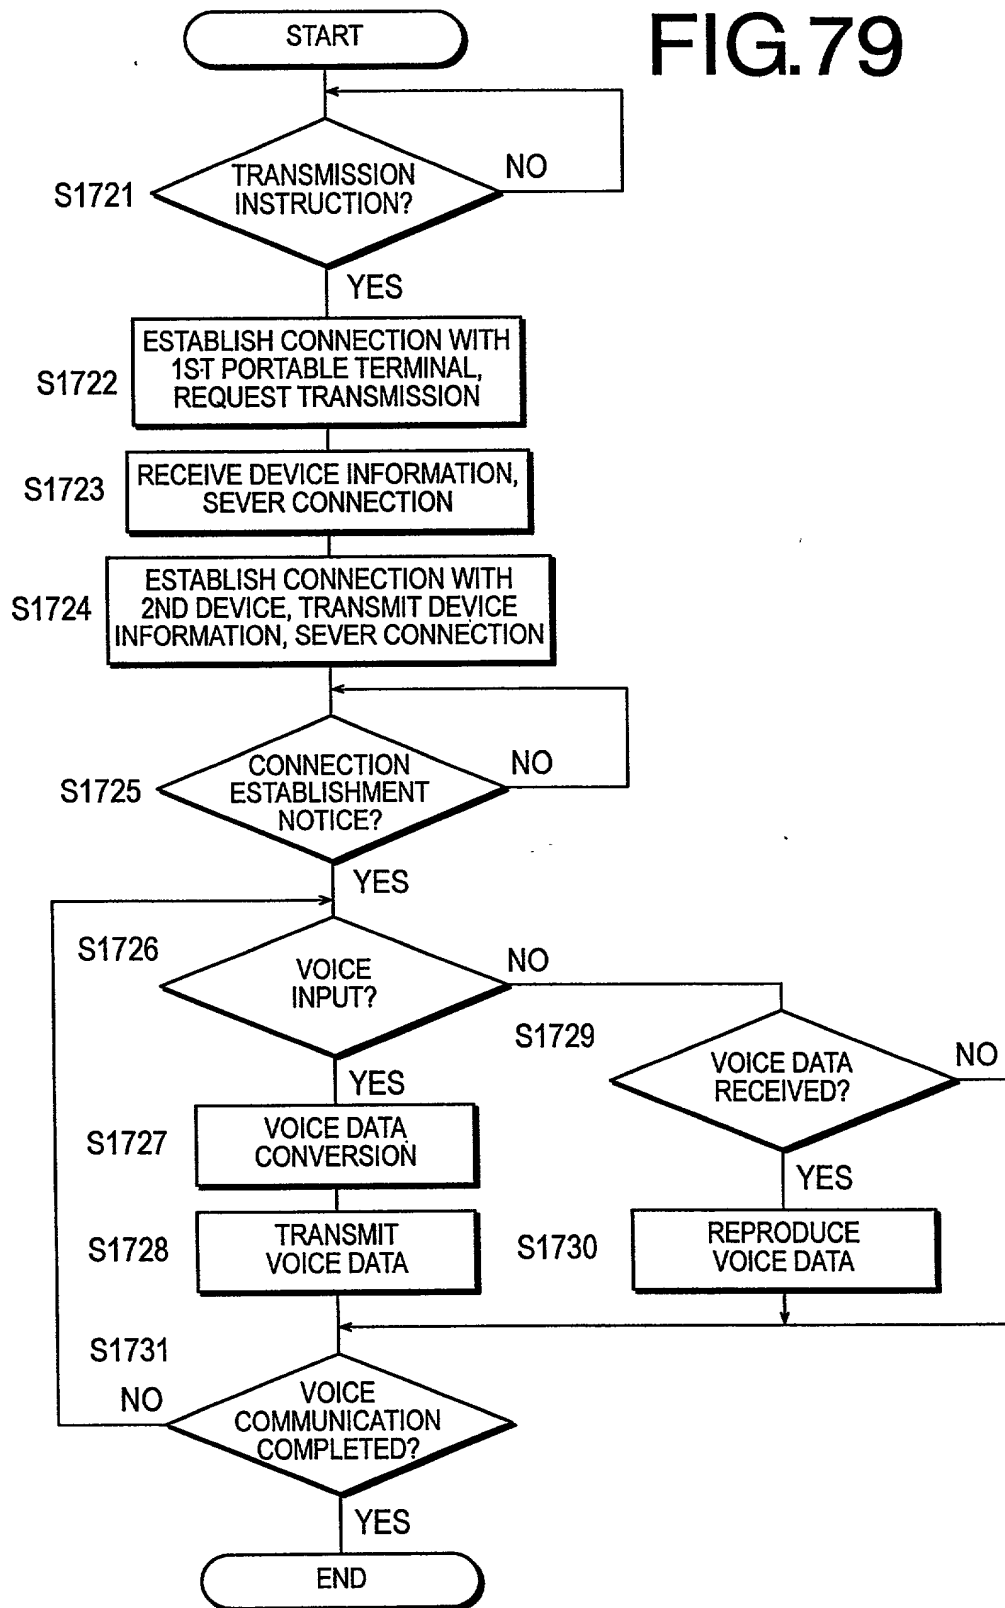 FIG.79
START
S1721
TRANSMISSION
INSTRUCTION?
NO
YES
S1722
ESTABLISH CONNECTION WITH
1ST PORTABLE TERMINAL,
REQUEST TRANSMISSION
S1723
RECEIVE DEVICE INFORMATION,
SEVER CONNECTION
S1724
ESTABLISH CONNECTION WITH
2ND DEVICE, TRANSMIT DEVICE
INFORMATION, SEVER CONNECTION
S1725
CONNECTION
ESTABLISHMENT
NOTICE?
NO
YES
S1726
VOICE
INPUT?
NO
YES
S1729
VOICE DATA
RECEIVED?
NO
YES
S1727
VOICE DATA
CONVERSION
S1728
TRANSMIT
VOICE DATA
S1730
REPRODUCE
VOICE DATA
S1731
NO
VOICE
COMMUNICATION
COMPLETED?
YES
END